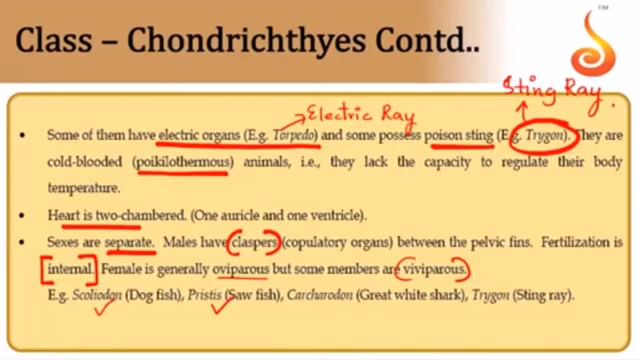 Class – Chondrichthyes Contd..
TM
Sting Ray.
Electric Ray
• Some of them have electric organs (E.g. Torpedo) and some possess poison sting (E.g. Trygon). They are
cold-blooded (poikilothermous) animals, i.e., they lack the capacity to regulate their body
temperature.
• Heart is two-chambered. (One auricle and one ventricle).
• Sexes are separate. Males have claspers (copulatory organs) between the pelvic fins. Fertilization is
internal. Female is generally oviparous but some members are viviparous.
E.g. Scoliodon (Dog fish), Pristis (Saw fish), Carcharodon (Great white shark), Trygon (Sting ray).